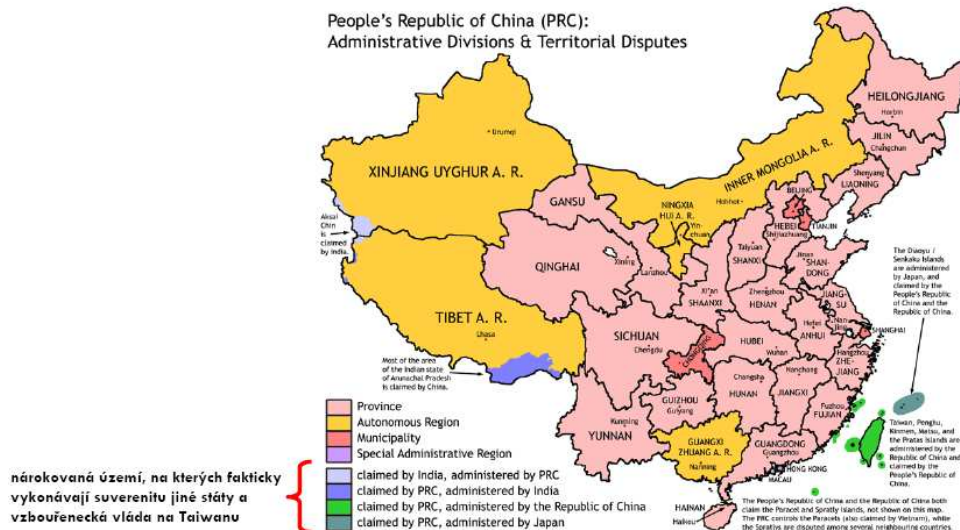 People's Republic of China (PRC):
Administrative Divisions & Territorial Disputes
HEILONGJIANG
Harbin
JILIN
Changchun
Urumqi
XINJIANG UYGHUR A. R.
INNER MONGOLIA A. R.
Shenyang
LIAONING
BEIJING
GANSU
NINGXIA
HUI A. R.
Hohhot
Yin-
chuan
HEBEI
TIANJIN
Shijiazhuang
Aksai
Chin
is
claimed
by India.
Taiyuan
SHANXI
Jinan
SHAN-
DONG
QINGHAI
Xining
Lanzhou
The Diaoyu /
Senkaku Islands
are administered
by Japan, and
claimed by the
People's Republic
of China and
the Republic
of China.
Xi'an
SHAANXI
Zhengzhou
HENAN
JIANG-
SU
TIBET A. R.
Lhasa
SICHUAN
Chengdu
Hefei
ANHUI
Nan-
jing
SHANGHAI
HUBEI
Wuhan
CHONGQING
Hangzhou
ZHE-
JIANG
Most of the area
of the Indian state
of Arunachal Pradesh
is claimed by China.
Changsha
HUNAN
Nanchang
JIANGXI
GUIZHOU
Guiyang
Fuzhou
FUJIAN
Province
Autonomous Region
Municipality
Special Administrative Region
Kunming
YUNNAN
GUANGXI
ZHUANG A. R.
Nanning
GUANGDONG
Guangzhou
HONG KONG
MACAU
Taiwan, Penghu,
Kinmen, Matsu, and
the Pratas Islands are
administrated by the
Republic of China and
claimed by the
People's Republic of
China.
nárokovaná území, na kterých fakticky
vykonávají suverenitu jiné státy a
vzbouřenecká vláda na Taiwanu
claimed by India, administered by PRC
claimed by PRC, administered by India
claimed by PRC, administered by the Republic of China
claimed by PRC, administered by Japan
HAINAN
Haikou
The People's Republic of China and the Republic of China both
claim the Paracel and Spratly Islands, not shown on this map.
The PRC controls the Paracels (also claimed by Vietnam), while
the Spratlys are disputed among several neighbouring countries.